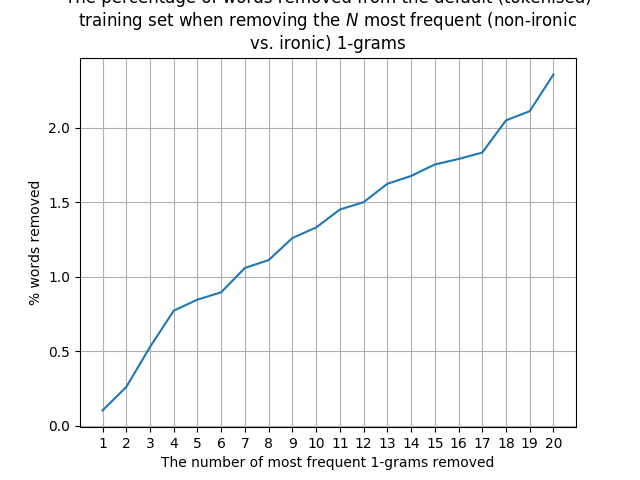 The percentage of words removed from the default (tokenised)
training set when removing the N most frequent (non-ironic
vs. ironic) 1-grams
2.0
1.5
1.0
0.5
0.0
% words removed
1 2 3 4 5 6 7 8 9 10 11 12 13 14 15 16 17 18 19 20
The number of most frequent 1-grams removed